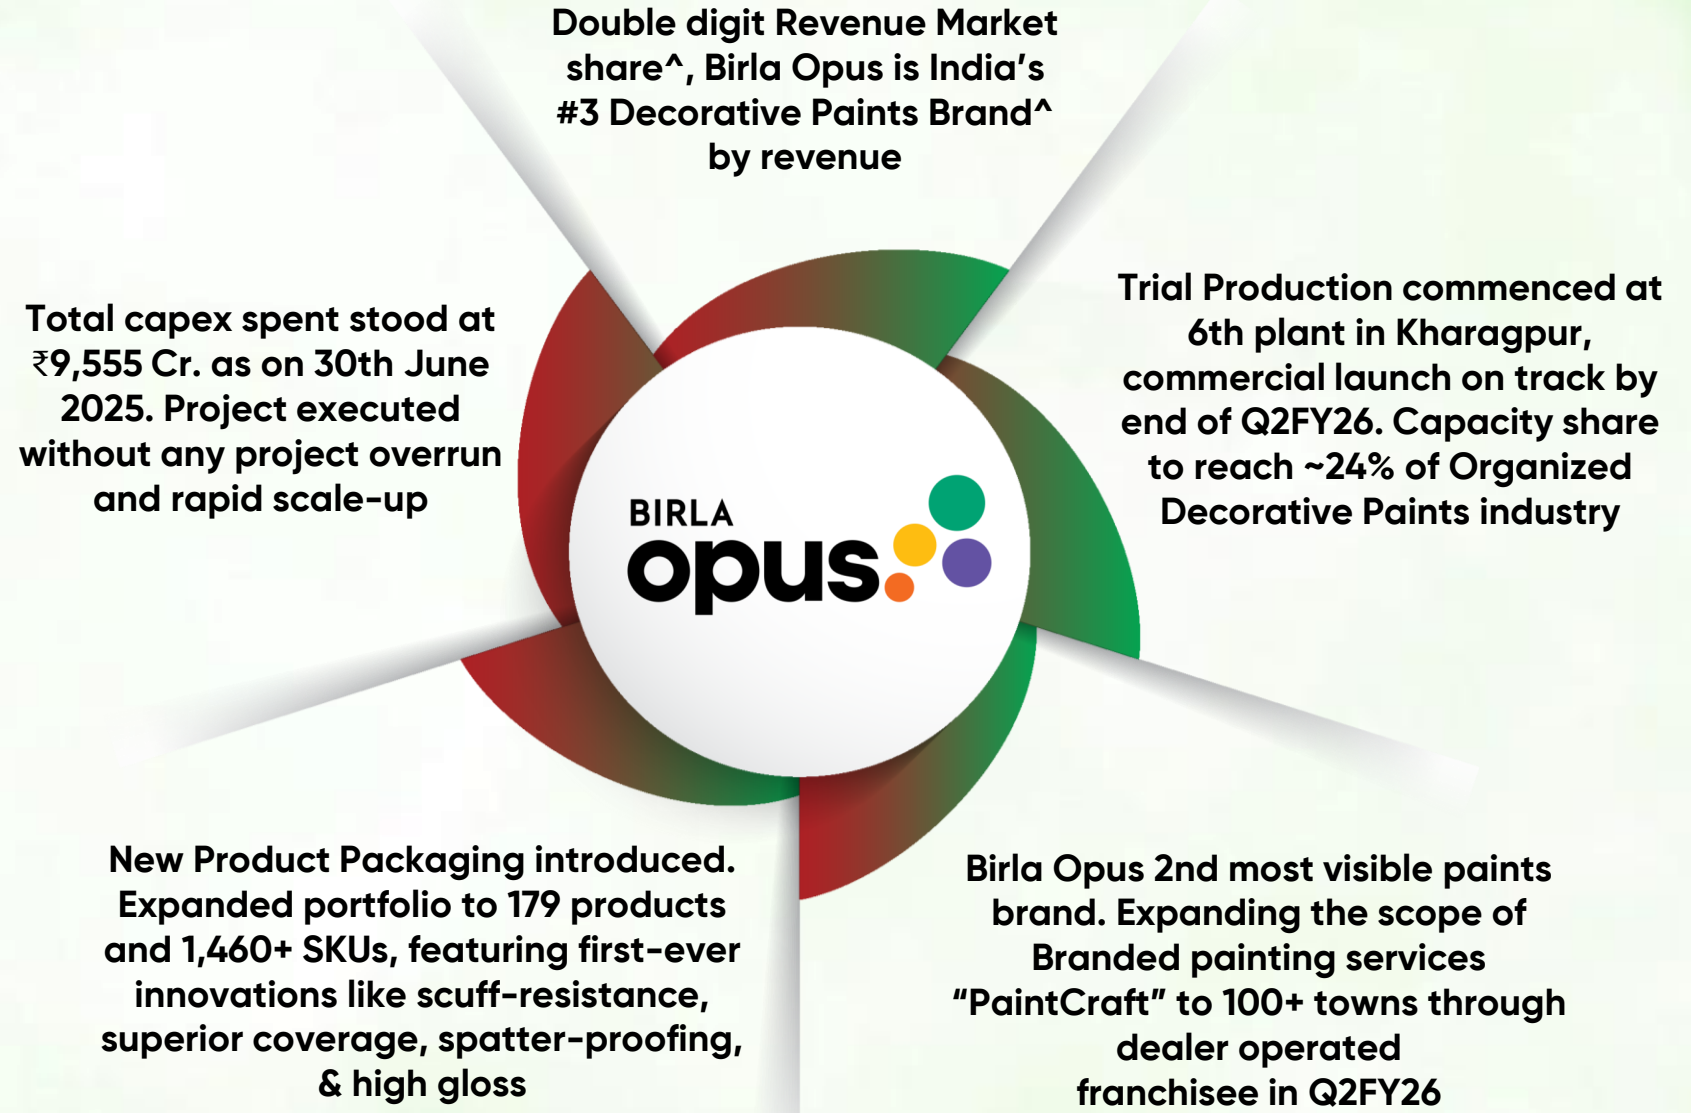 Double digit Revenue Market
share^, Birla Opus is India's
#3 Decorative Paints Brand^
by revenue
Trial Production commenced at
6th plant in Kharagpur,
commercial launch on track by
end of Q2FY26. Capacity share
to reach ~24% of Organized
Decorative Paints industry
Total capex spent stood at
₹9,555 Cr. as on 30th June
2025. Project executed
without any project overrun
and rapid scale-up
BIRLA
opus
New Product Packaging introduced.
Expanded portfolio to 179 products
and 1,460+ SKUs, featuring first-ever
innovations like scuff-resistance,
superior coverage, spatter-proofing,
& high gloss
Birla Opus 2nd most visible paints
brand. Expanding the scope of
Branded painting services
"PaintCraft" to 100+ towns through
dealer operated
franchisee in Q2FY26